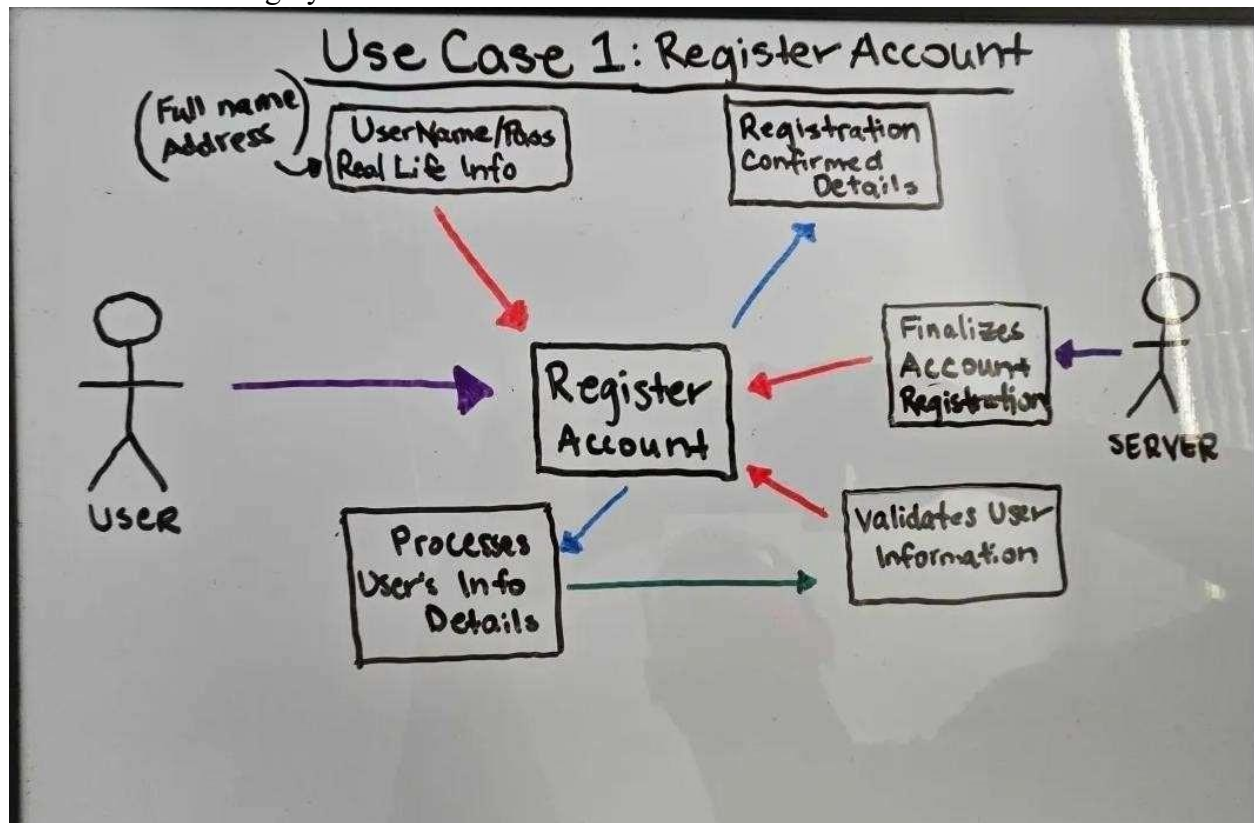 Use Case 1: Register Account
(Full name
Address)
UserName/Pass
Real Life Info
Registration
Confirmed
Details
Register
Account
Finalizes
Account
Registration
USER
SERVER
Processes
User's Info
Details
Validates User
Information